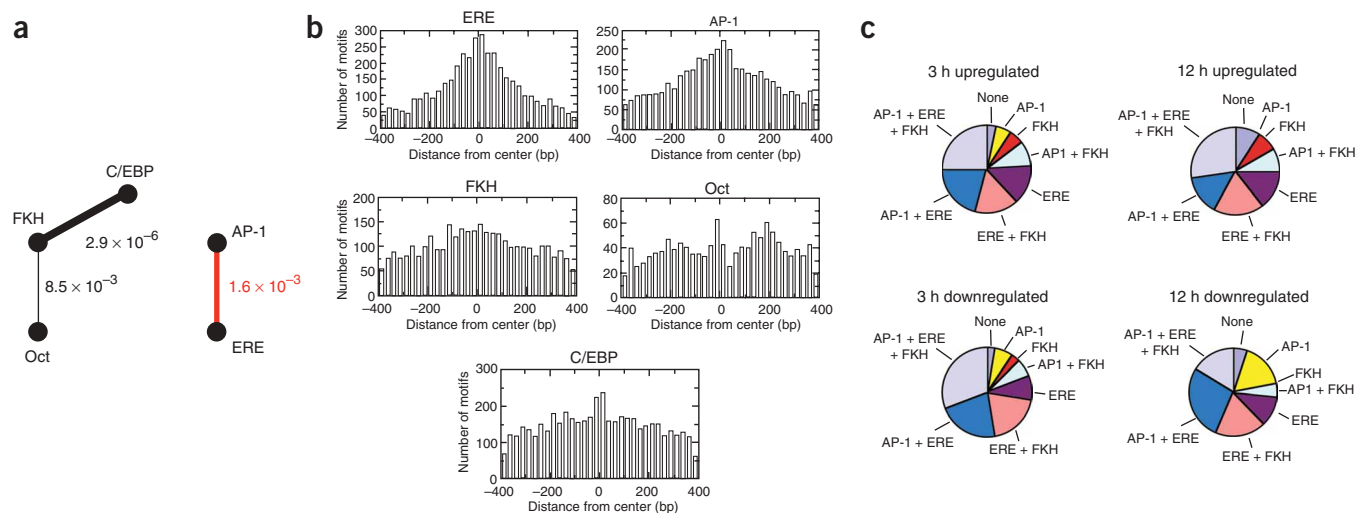 a
C/EBP
FKH
2.9 × 10⁻⁶
8.5 × 10⁻³
Oct
AP-1
1.6 × 10⁻³
ERE
b
ERE
Number of motifs
300
250
200
150
100
50
0
−400 −200 0 200 400
Distance from center (bp)
AP-1
250
200
150
100
50
0
−400 −200 0 200 400
Distance from center (bp)
FKH
Number of motifs
200
150
100
50
0
−400 −200 0 200 400
Distance from center (bp)
Oct
80
60
40
20
0
−400 −200 0 200 400
Distance from center (bp)
C/EBP
Number of motifs
300
200
100
0
−400 −200 0 200 400
Distance from center (bp)
c
3 h upregulated
None
AP-1
FKH
AP1 + FKH
ERE
ERE + FKH
AP-1 + ERE
AP-1 + ERE
+ FKH
12 h upregulated
None
AP-1
FKH
AP1 + FKH
ERE
ERE + FKH
AP-1 + ERE
AP-1 + ERE
+ FKH
3 h downregulated
None
AP-1
FKH
AP1 + FKH
ERE
ERE + FKH
AP-1 + ERE
AP-1 + ERE
+ FKH
12 h downregulated
None
AP-1
FKH
AP1 + FKH
ERE
ERE + FKH
AP-1 + ERE
AP-1 + ERE
+ FKH